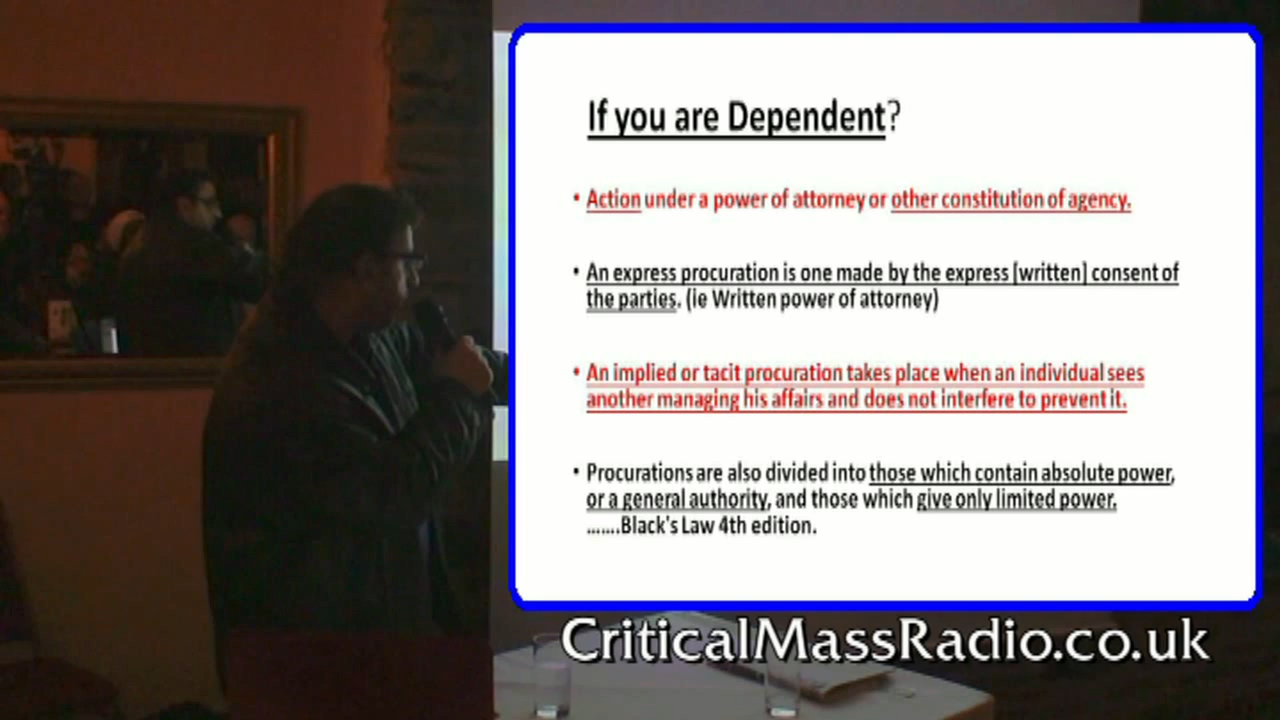 If you are Dependent?
• Action under a power of attorney or other constitution of agency.
• An express procuration is one made by the express [written] consent of
the parties. (ie Written power of attorney)
• An implied or tacit procuration takes place when an individual sees
another managing his affairs and does not interfere to prevent it.
• Procurations are also divided into those which contain absolute power,
or a general authority, and those which give only limited power.
…….Black's Law 4th edition.
CriticalMassRadio.co.uk